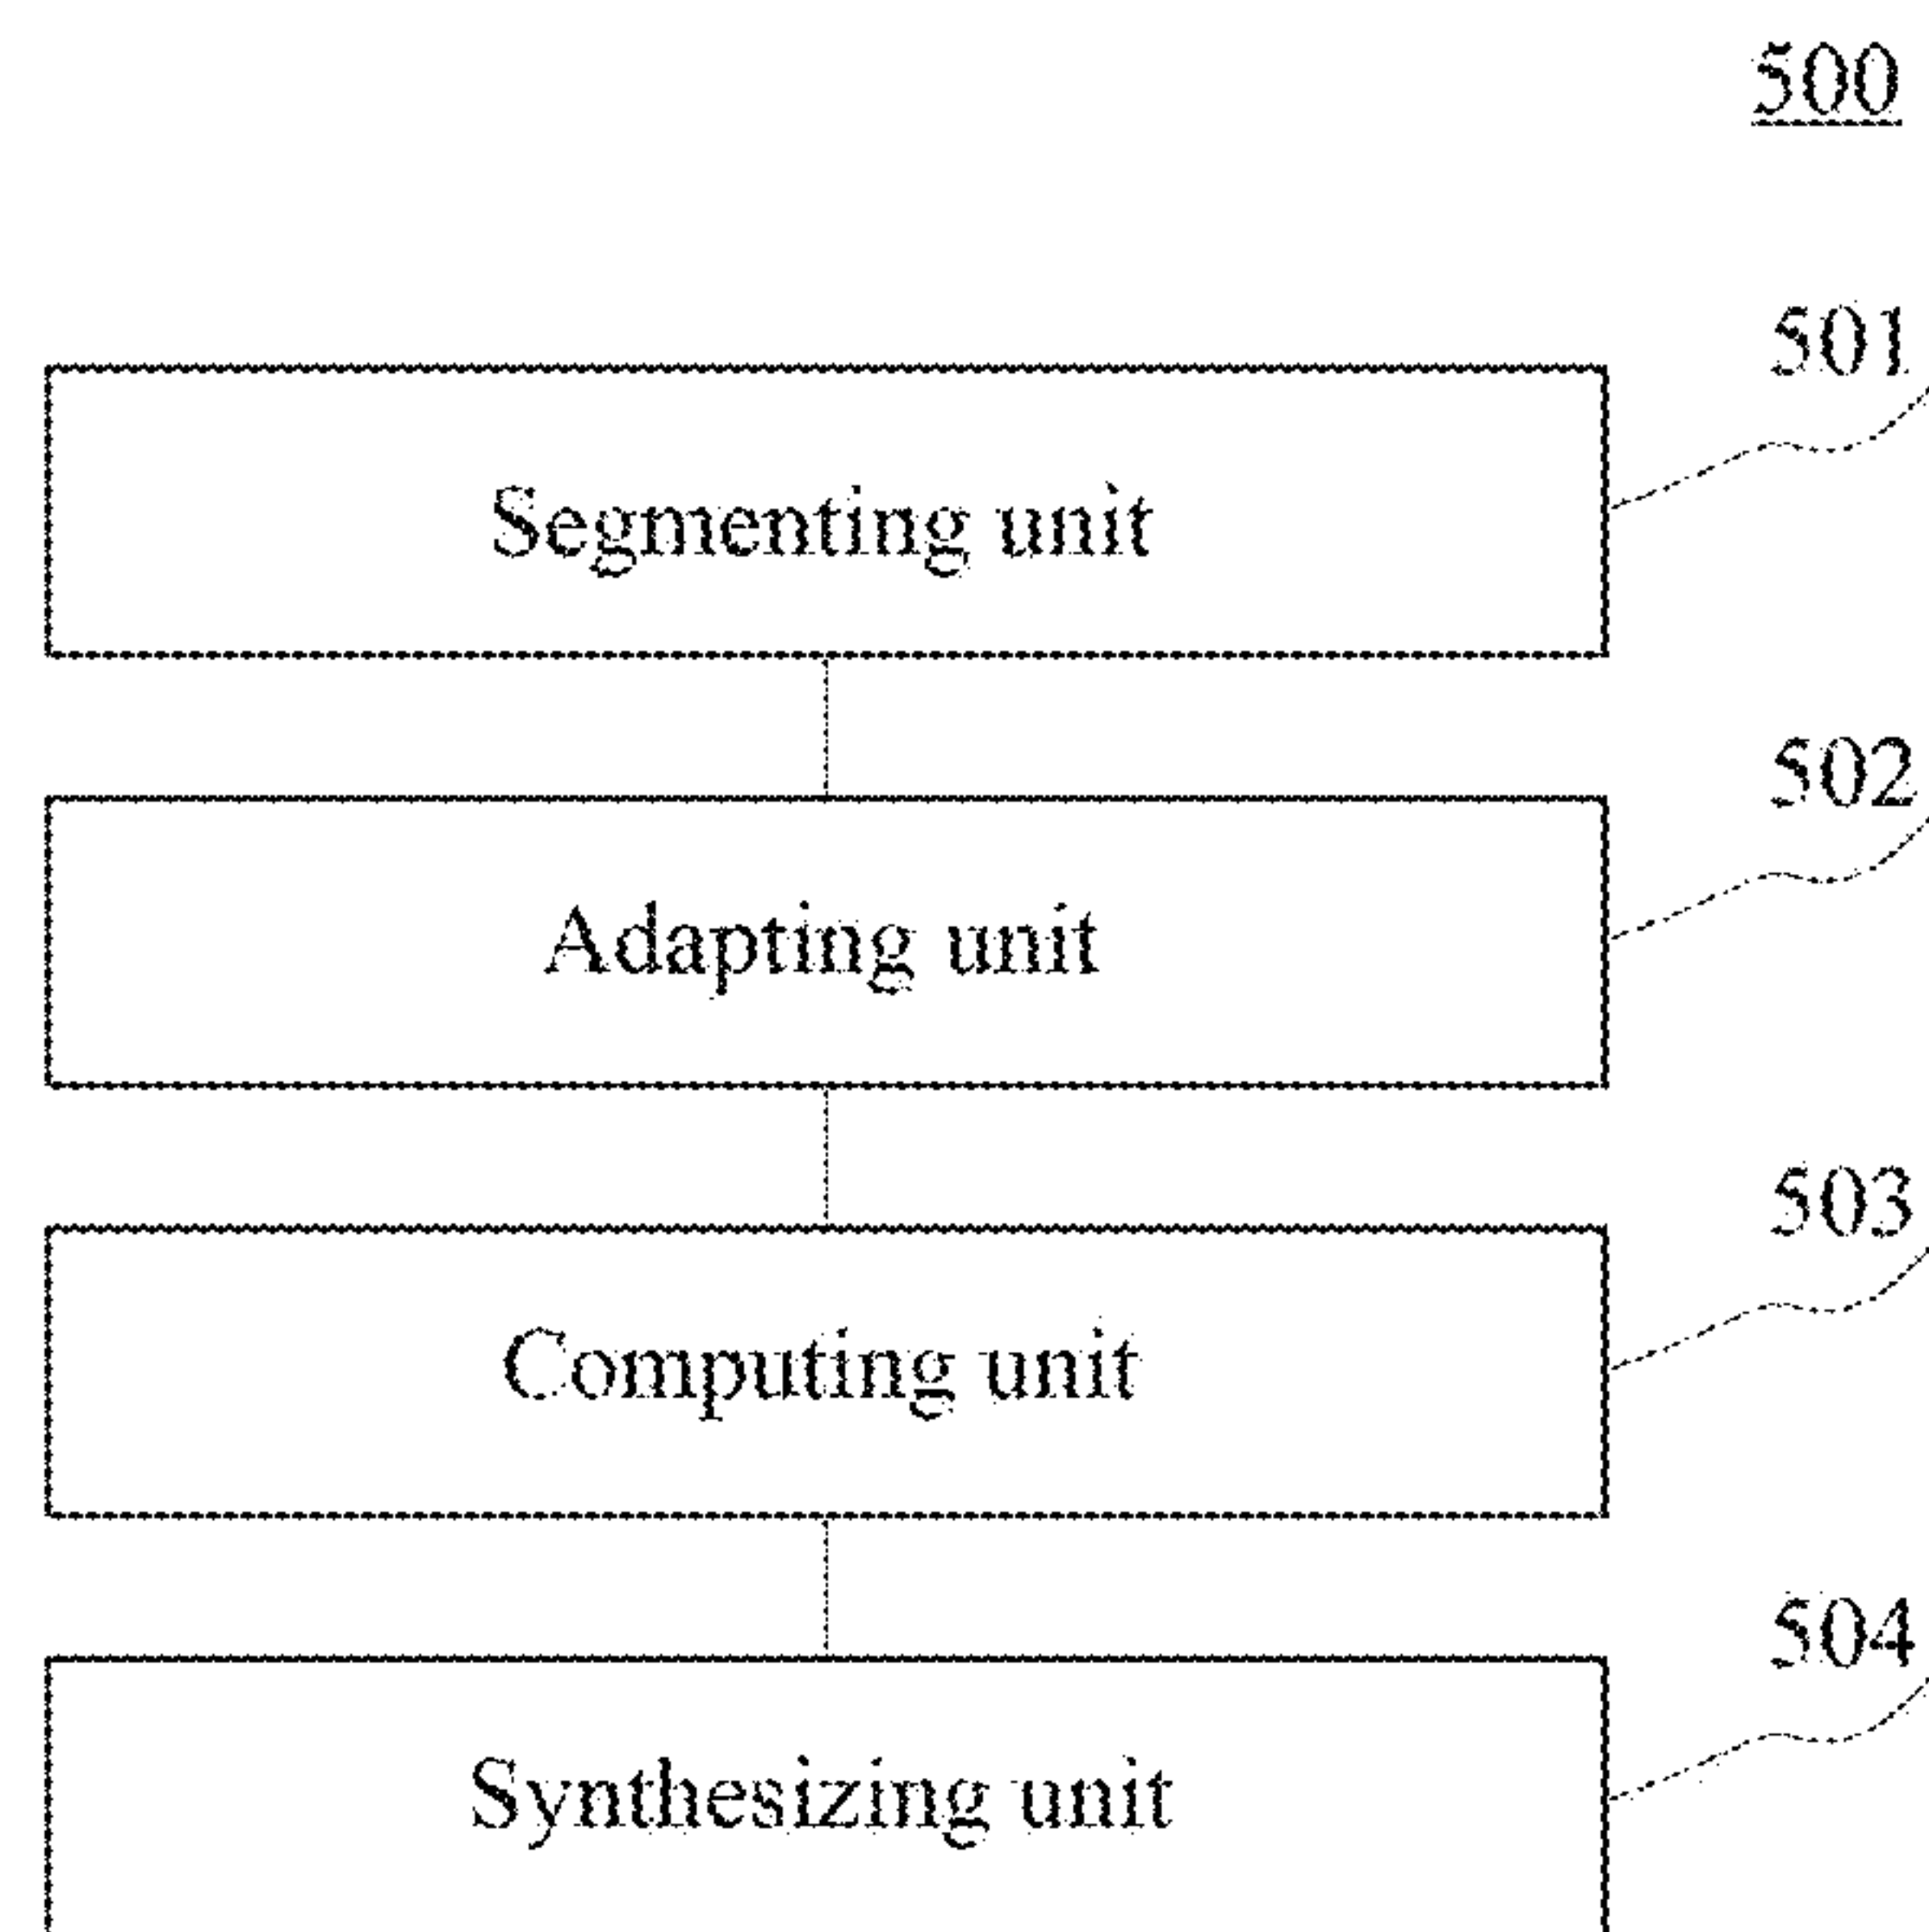 500
501
Segmenting unit
502
Adapting unit
503
Computing unit
504
Synthesizing unit